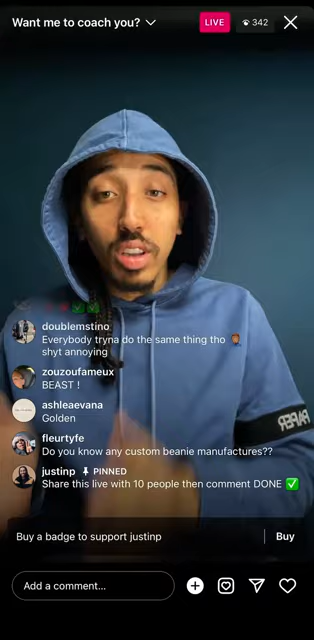 Want me to coach you?
LIVE
342
doublemstino
Everybody tryna do the same thing tho
shyt annoying
zouzoufameux
BEAST !
ashleaevana
Golden
fleurtyfe
Do you know any custom beanie manufactures??
justinp PINNED
Share this live with 10 people then comment DONE ✅
Buy a badge to support justinp
Buy
Add a comment...